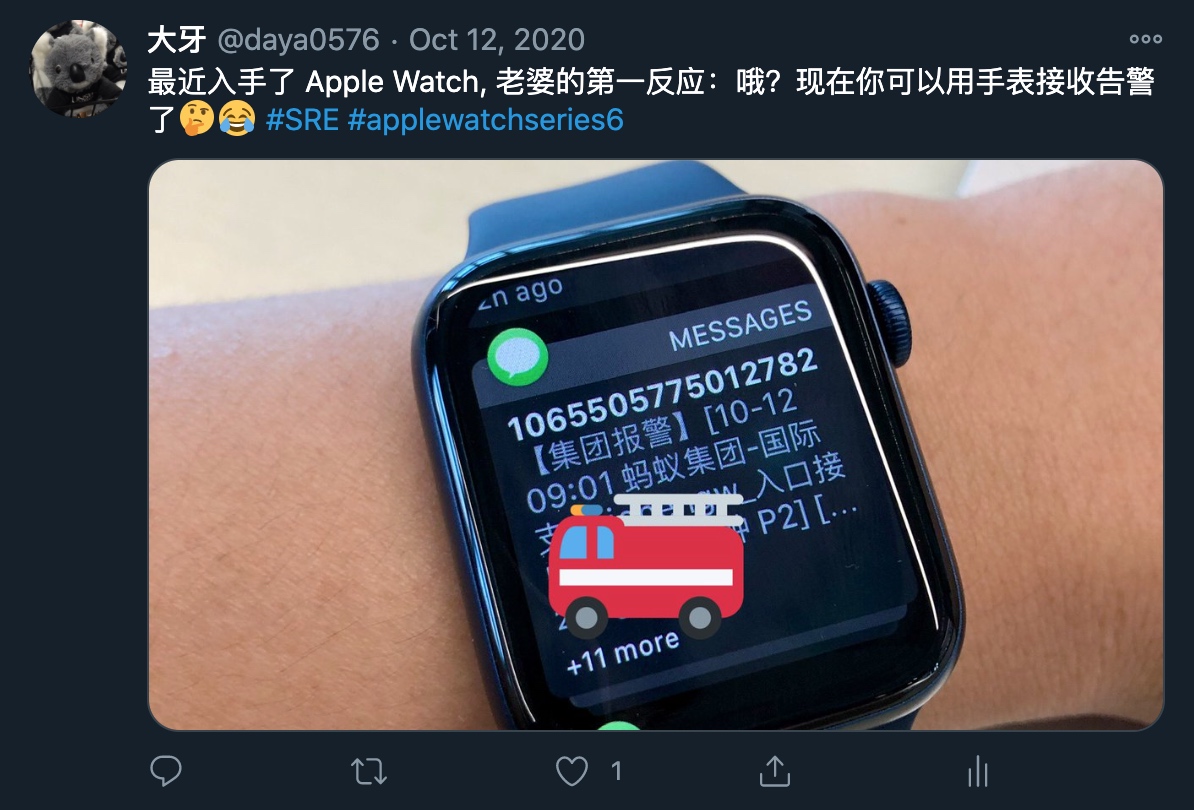 大牙 @daya0576 · Oct 12, 2020
最近入手了 Apple Watch, 老婆的第一反应：哦？现在你可以用手表接收告警
了🤔😂 #SRE #applewatchseries6
ago
MESSAGES
1065505775012782
【集团报警】[10-12
09:01 蚂蚁集团-国际
入口接
P2] [...
+11 more
1